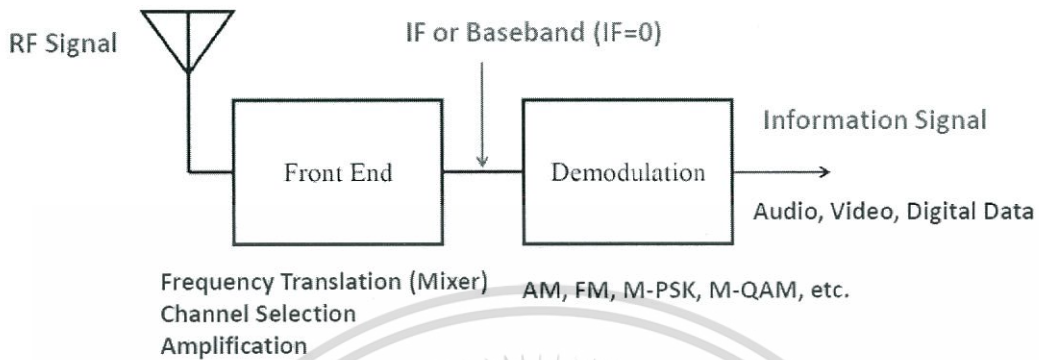 RF Signal
IF or Baseband (IF=0)
Front End
Demodulation
Information Signal
Audio, Video, Digital Data
Frequency Translation (Mixer)
Channel Selection
Amplification
AM, FM, M-PSK, M-QAM, etc.